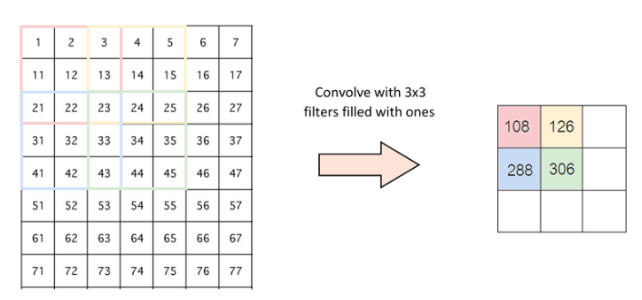 1 2 3 4 5 6 7
11 12 13 14 15 16 17
21 22 23 24 25 26 27
31 32 33 34 35 36 37
41 42 43 44 45 46 47
51 52 53 54 55 56 57
61 62 63 64 65 66 67
71 72 73 74 75 76 77
Convolve with 3x3
filters filled with ones
108 126
288 306